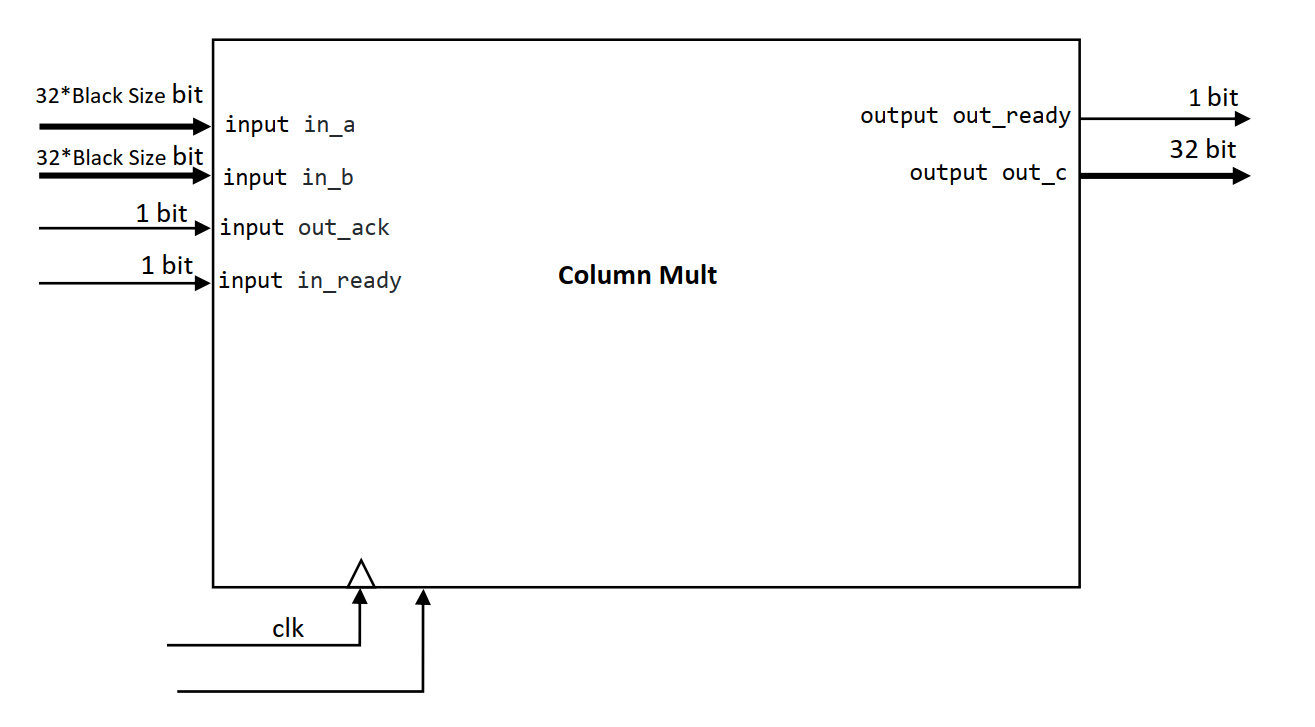 32*Black Size bit
input in_a
32*Black Size bit
input in_b
1 bit
input out_ack
1 bit
input in_ready
Column Mult
1 bit
output out_ready
32 bit
output out_c
clk